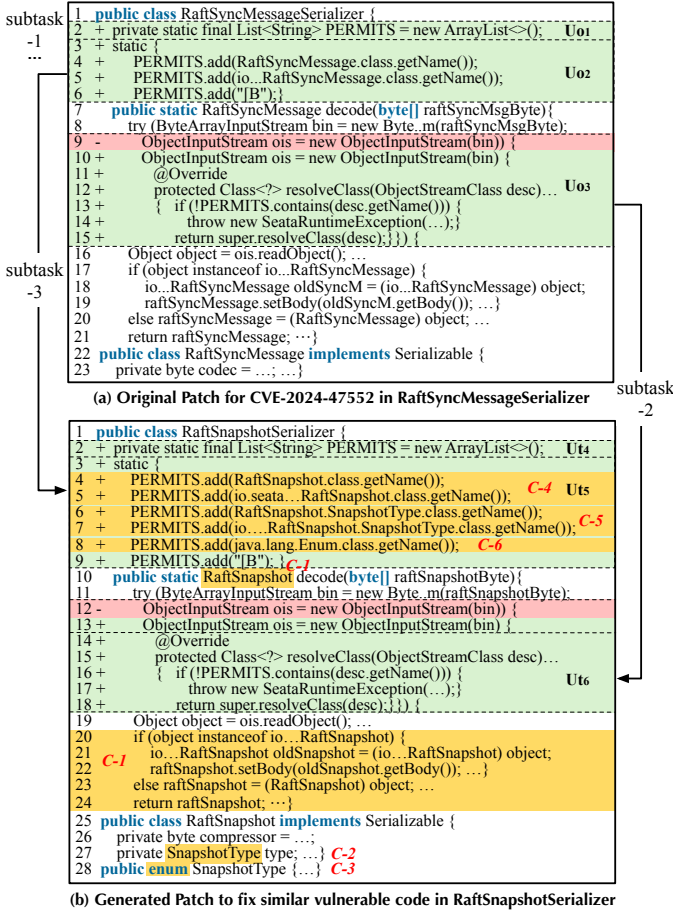 subtask
-1
...
1 public class RaftSyncMessageSerializer {
2 + private static final List<String> PERMITS = new ArrayList<>(); Uo1
3 + static {
4 + PERMITS.add(RaftSyncMessage.class.getName()); Uo2
5 + PERMITS.add(io...RaftSyncMessage.class.getName());
6 + PERMITS.add("[B");}
7 public static RaftSyncMessage decode(byte[] raftSyncMsgByte){
8 try (ByteArrayInputStream bin = new Byte..m(raftSyncMsgByte);
9 - ObjectInputStream ois = new ObjectInputStream(bin)) {
10 + ObjectInputStream ois = new ObjectInputStream(bin) {
11 + @Override
12 + protected Class<?> resolveClass(ObjectStreamClass desc)... Uo3
13 + { if (!PERMITS.contains(desc.getName())) {
14 + throw new SeataRuntimeException(…);}
15 + return super.resolveClass(desc);}}) {
16 Object object = ois.readObject(); …
17 if (object instanceof io...RaftSyncMessage) {
18 io...RaftSyncMessage oldSyncM = (io...RaftSyncMessage) object;
19 raftSyncMessage.setBody(oldSyncM.getBody()); …}
20 else raftSyncMessage = (RaftSyncMessage) object; …
21 return raftSyncMessage; …}
22 public class RaftSyncMessage implements Serializable {
23 private byte codec = …; …}
(a) Original Patch for CVE-2024-47552 in RaftSyncMessageSerializer
subtask
-3
subtask
-2
1 public class RaftSnapshotSerializer {
2 + private static final List<String> PERMITS = new ArrayList<>(); Ut4
3 + static {
4 + PERMITS.add(RaftSnapshot.class.getName()); C-4 Ut5
5 + PERMITS.add(io.seata…RaftSnapshot.class.getName());
6 + PERMITS.add(RaftSnapshot.SnapshotType.class.getName());
7 + PERMITS.add(io….RaftSnapshot.SnapshotType.class.getName()); C-5
8 + PERMITS.add(java.lang.Enum.class.getName()); C-6
9 + PERMITS.add("[B"); } C-1
10 public static RaftSnapshot decode(byte[] raftSnapshotByte){
11 try (ByteArrayInputStream bin = new Byte..m(raftSnapshotByte);
12 - ObjectInputStream ois = new ObjectInputStream(bin)) {
13 + ObjectInputStream ois = new ObjectInputStream(bin) {
14 + @Override
15 + protected Class<?> resolveClass(ObjectStreamClass desc)…
16 + { if (!PERMITS.contains(desc.getName())) { Ut6
17 + throw new SeataRuntimeException(…);}
18 + return super.resolveClass(desc);}}) {
19 Object object = ois.readObject(); …
20 if (object instanceof io…RaftSnapshot) {
21 C-1 io…RaftSnapshot oldSnapshot = (io…RaftSnapshot) object;
22 raftSnapshot.setBody(oldSnapshot.getBody()); …}
23 else raftSnapshot = (RaftSnapshot) object; …
24 return raftSnapshot; …}
25 public class RaftSnapshot implements Serializable {
26 private byte compressor = …;
27 private SnapshotType type; …} C-2
28 public enum SnapshotType {…} C-3
(b) Generated Patch to fix similar vulnerable code in RaftSnapshotSerializer